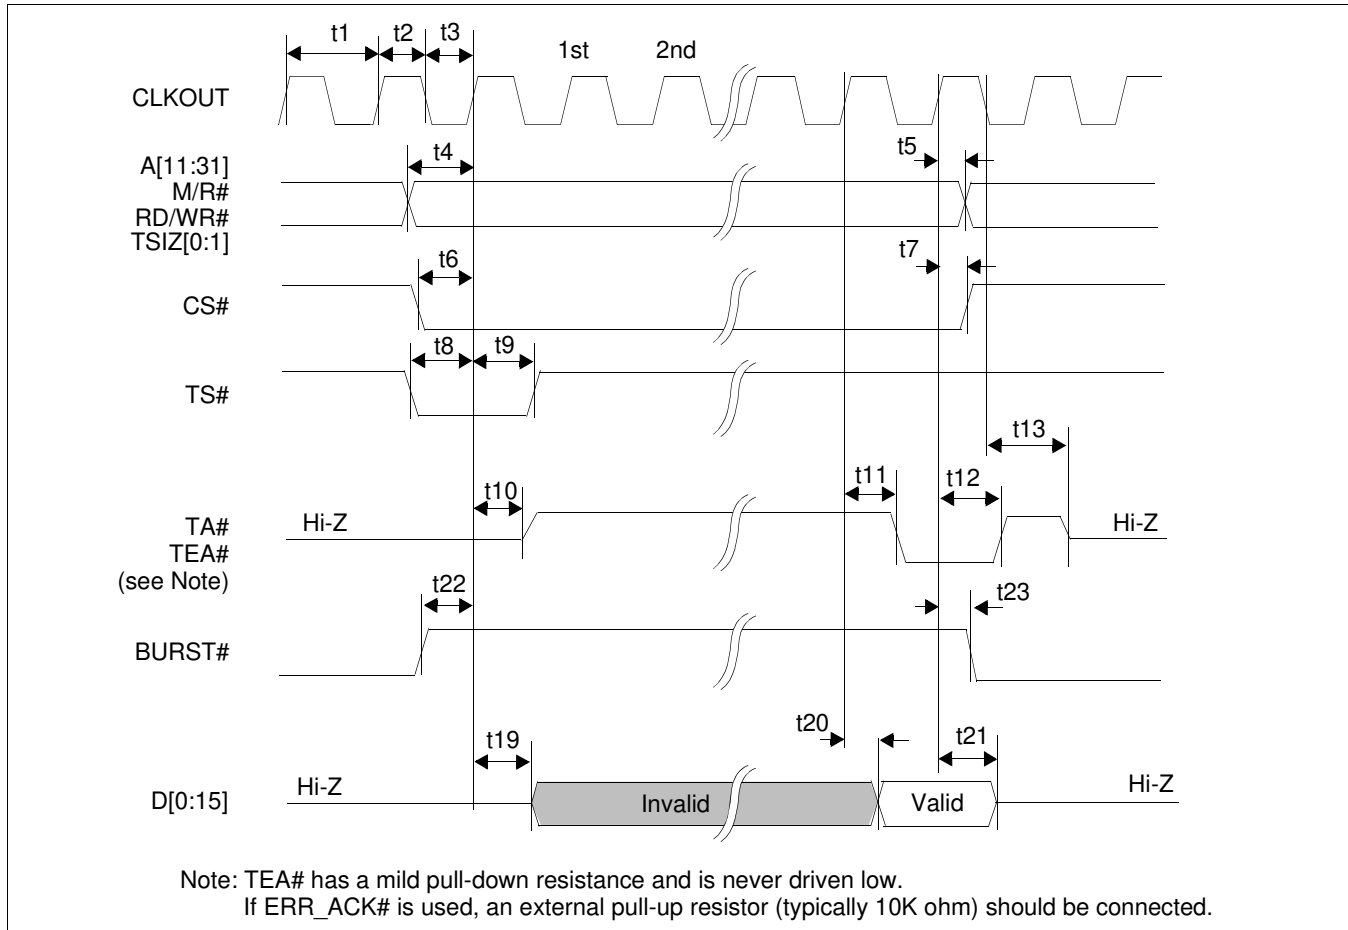 t1 t2 t3
1st 2nd
CLKOUT
t4 t5
A[11:31]
M/R#
RD/WR#
TSIZ[0:1]
t6 t7
CS#
t8 t9
TS#
t13
t10 t11 t12
Hi-Z Hi-Z
TA#
TEA#
(see Note)
t22 t23
BURST#
t19 t20 t21
Hi-Z Hi-Z
D[0:15] Invalid Valid
Note: TEA# has a mild pull-down resistance and is never driven low.
If ERR_ACK# is used, an external pull-up resistor (typically 10K ohm) should be connected.